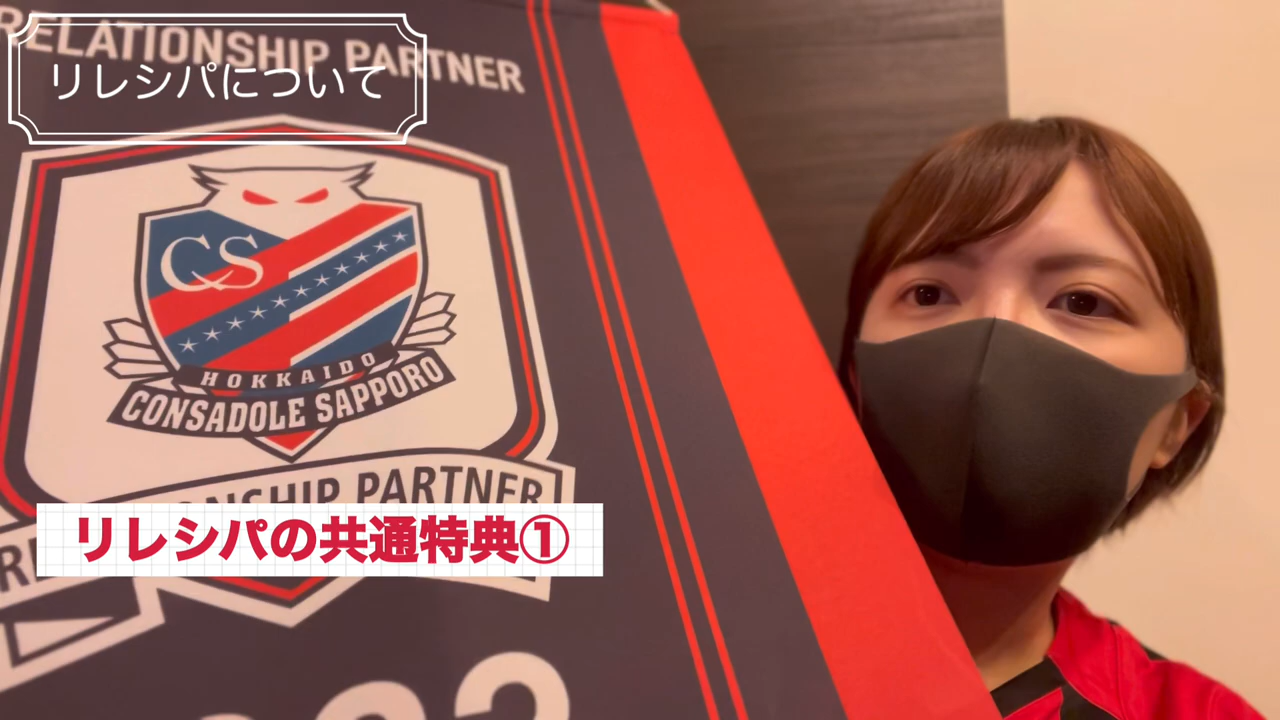 RELATIONSHIP PARTNER
リレシパについて
CS
HOKKAIDO
CONSADOLE SAPPORO
PARTNER
リレシパの共通特典①